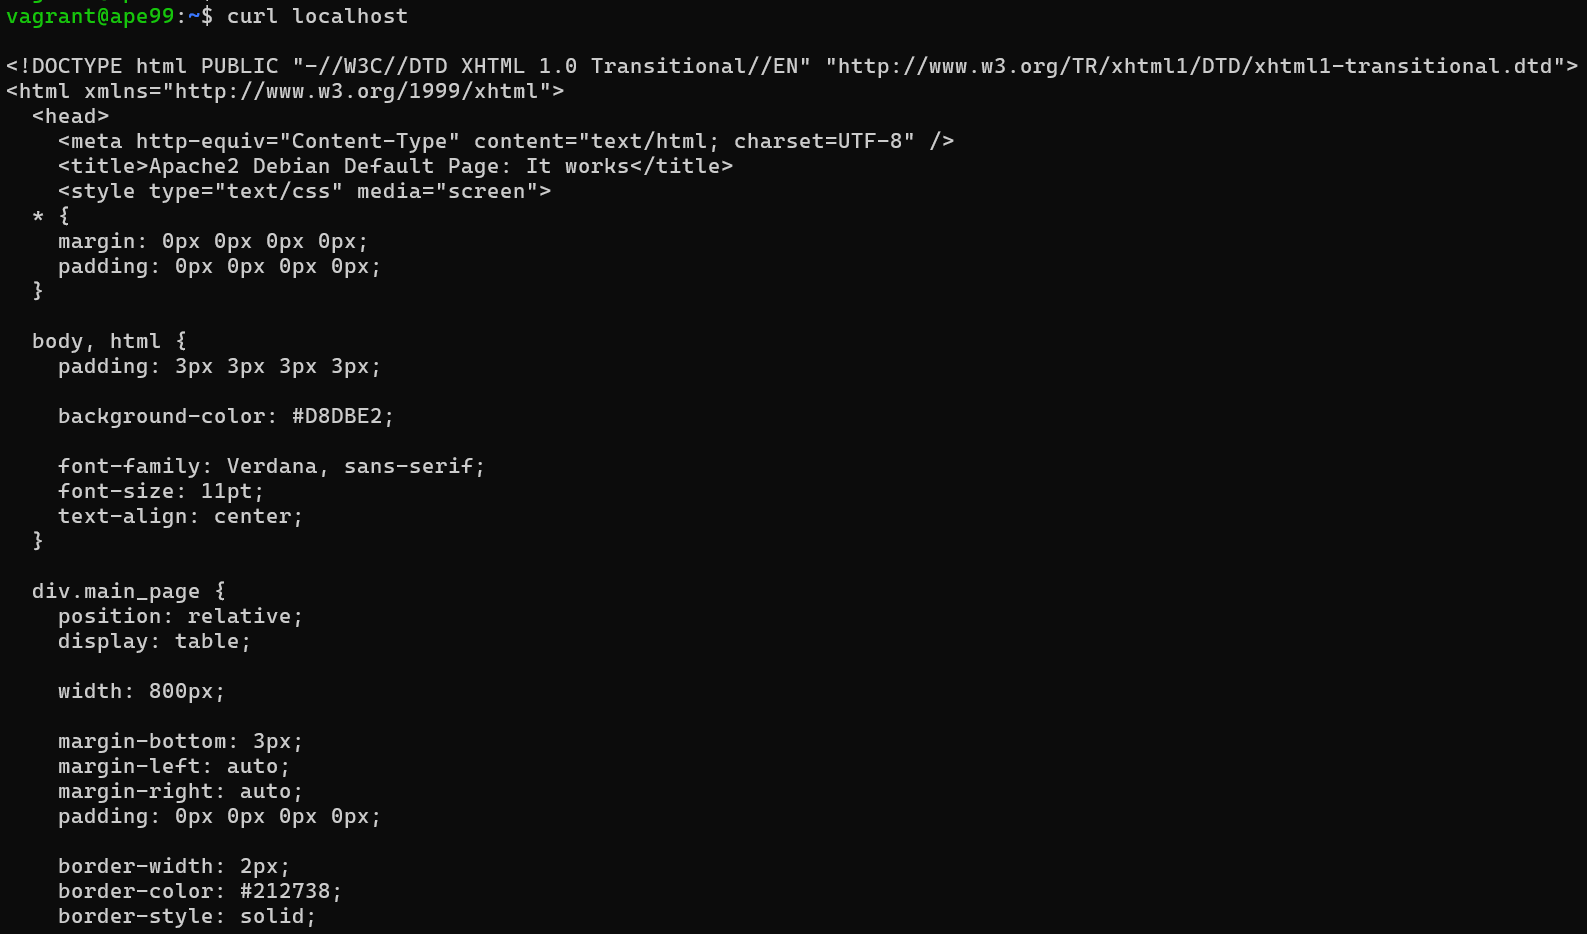 vagrant@ape99:~$ curl localhost
<!DOCTYPE html PUBLIC "-//W3C//DTD XHTML 1.0 Transitional//EN" "http://www.w3.org/TR/xhtml1/DTD/xhtml1-transitional.dtd">
<html xmlns="http://www.w3.org/1999/xhtml">
  <head>
    <meta http-equiv="Content-Type" content="text/html; charset=UTF-8" />
    <title>Apache2 Debian Default Page: It works</title>
    <style type="text/css" media="screen">
  * {
    margin: 0px 0px 0px 0px;
    padding: 0px 0px 0px 0px;
  }
  body, html {
    padding: 3px 3px 3px 3px;
    background-color: #D8DBE2;
    font-family: Verdana, sans-serif;
    font-size: 11pt;
    text-align: center;
  }
  div.main_page {
    position: relative;
    display: table;
    width: 800px;
    margin-bottom: 3px;
    margin-left: auto;
    margin-right: auto;
    padding: 0px 0px 0px 0px;
    border-width: 2px;
    border-color: #212738;
    border-style: solid;